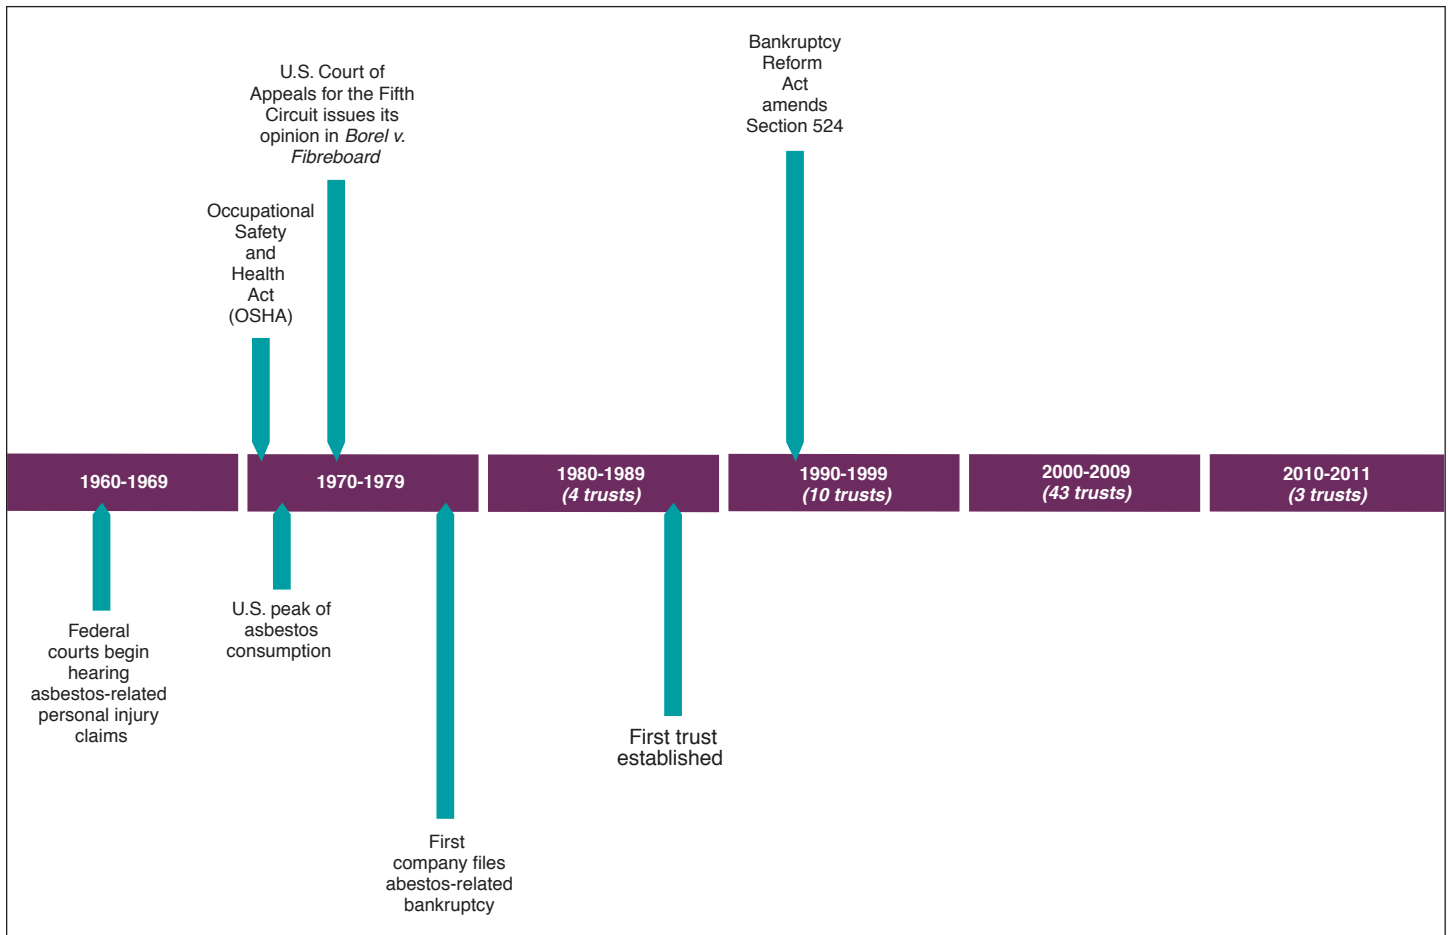 Bankruptcy
Reform
Act
amends
Section 524
U.S. Court of
Appeals for the Fifth
Circuit issues its
opinion in Borel v.
Fibreboard
Occupational
Safety
and
Health
Act
(OSHA)
1960-1969
1970-1979
1980-1989
(4 trusts)
1990-1999
(10 trusts)
2000-2009
(43 trusts)
2010-2011
(3 trusts)
Federal
courts begin
hearing
asbestos-related
personal injury
claims
U.S. peak of
asbestos
consumption
First trust
established
First
company files
abestos-related
bankruptcy